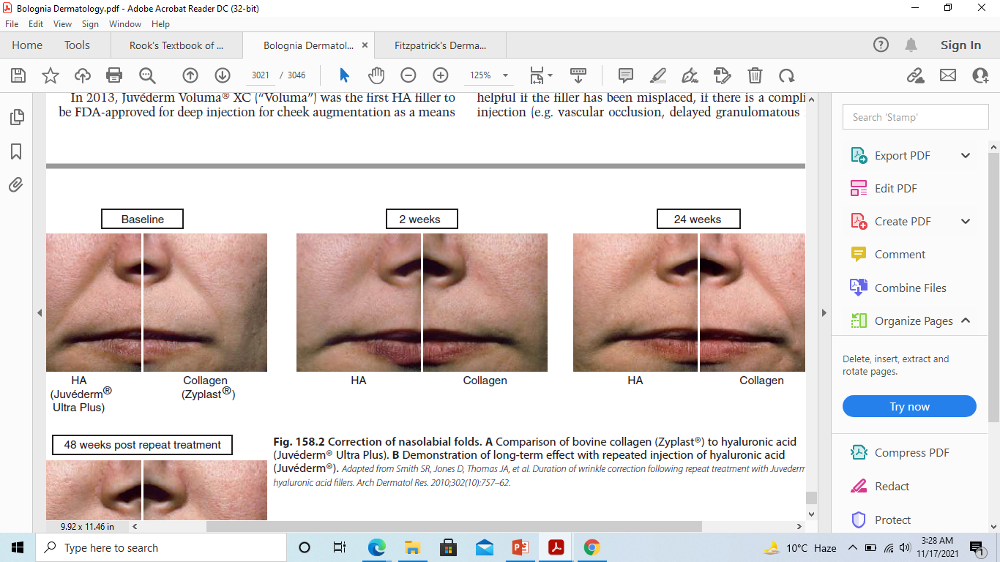 Bolognia Dermatology.pdf - Adobe Acrobat Reader DC (32-bit)
File Edit View Sign Window Help
Home Tools Rook's Textbook of ... Bolognia Dermatol... × Fitzpatrick's Derma... Sign In
3021 / 3046 125%
In 2013, Juvéderm Voluma® XC ("Voluma") was the first HA filler to
be FDA-approved for deep injection for cheek augmentation as a means
helpful if the filler has been misplaced, if there is a compli
injection (e.g. vascular occlusion, delayed granulomatous
Baseline 2 weeks 24 weeks
HA Collagen HA Collagen HA Collagen
(Juvéderm® (Zyplast®)
Ultra Plus)
48 weeks post repeat treatment
Fig. 158.2 Correction of nasolabial folds. A Comparison of bovine collagen (Zyplast®) to hyaluronic acid
(Juvéderm® Ultra Plus). B Demonstration of long-term effect with repeated injection of hyaluronic acid
(Juvéderm®). Adapted from Smith SR, Jones D, Thomas JA, et al. Duration of wrinkle correction following repeat treatment with Juvederm
hyaluronic acid fillers. Arch Dermatol Res. 2010;302(10):757–62.
9.92 x 11.46 in
Search 'Stamp'
Export PDF
Edit PDF
Create PDF
Comment
Combine Files
Organize Pages
Delete, insert, extract and
rotate pages.
Try now
Compress PDF
Redact
Protect
Type here to search
10°C Haze
3:28 AM
11/17/2021
1